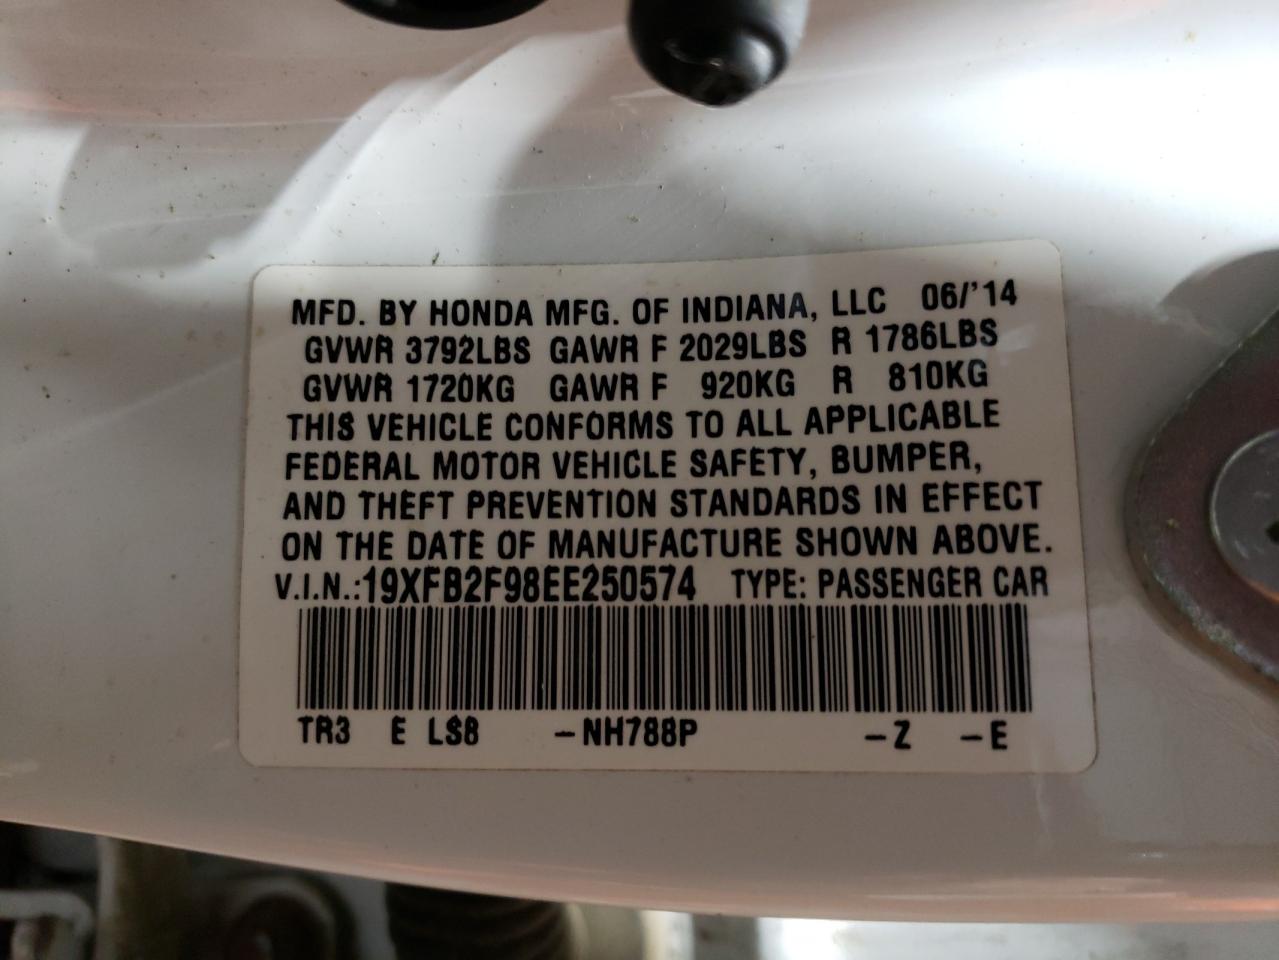 MFD. BY HONDA MFG. OF INDIANA, LLC 06/'14
GVWR 3792LBS GAWR F 2029LBS R 1786LBS
GVWR 1720KG GAWR F 920KG R 810KG
THIS VEHICLE CONFORMS TO ALL APPLICABLE
FEDERAL MOTOR VEHICLE SAFETY, BUMPER,
AND THEFT PREVENTION STANDARDS IN EFFECT
ON THE DATE OF MANUFACTURE SHOWN ABOVE.
V.I.N.:19XFB2F98EE250574 TYPE: PASSENGER CAR
TR3 E LS8 -NH788P -Z -E